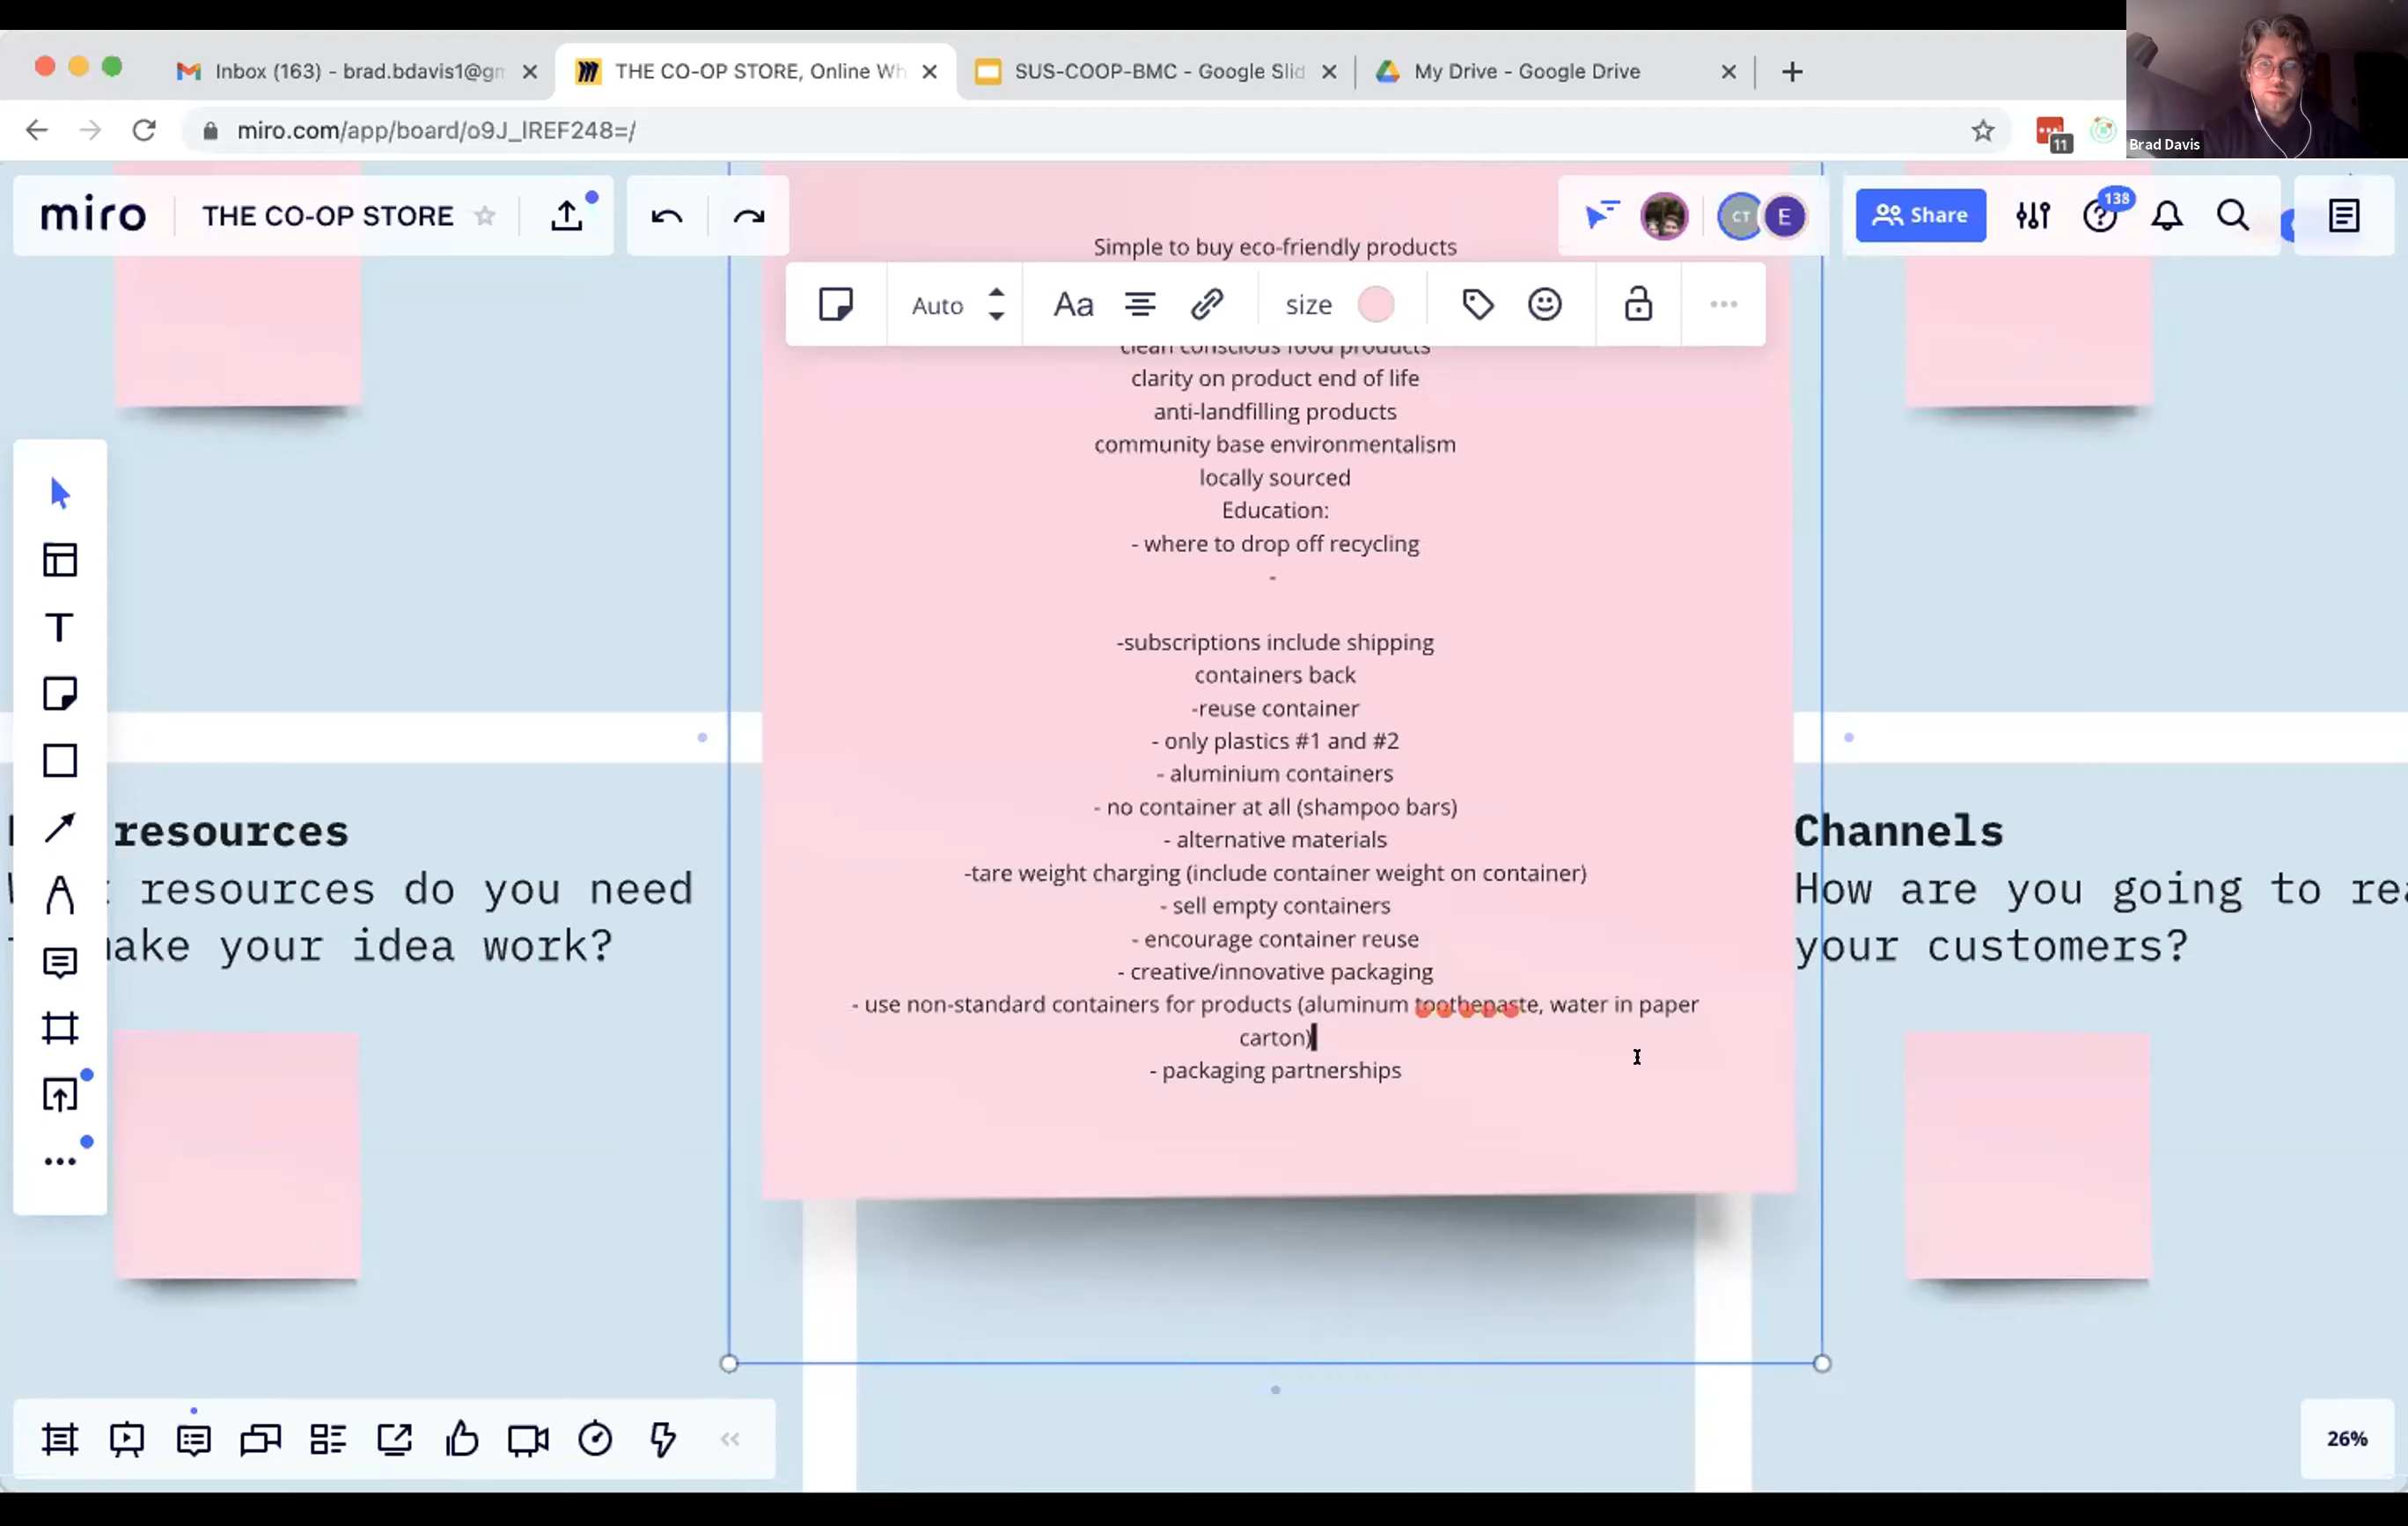 Inbox (163) - brad.bdavis1@gm
THE CO-OP STORE, Online Wh
SUS-COOP-BMC - Google Slid
My Drive - Google Drive
miro.com/app/board/o9J_lREF248=/
11
Brad Davis
miro
THE CO-OP STORE
CT
E
Share
138
Simple to buy eco-friendly products
Auto
Aa
size
clean conscious food products
clarity on product end of life
anti-landfilling products
community base environmentalism
locally sourced
Education:
- where to drop off recycling
-
-subscriptions include shipping
containers back
-reuse container
- only plastics #1 and #2
- aluminium containers
- no container at all (shampoo bars)
- alternative materials
-tare weight charging (include container weight on container)
- sell empty containers
- encourage container reuse
- creative/innovative packaging
- use non-standard containers for products (aluminum toothepaste, water in paper
carton)
- packaging partnerships
resources
resources do you need
make your idea work?
Channels
How are you going to rea
your customers?
26%